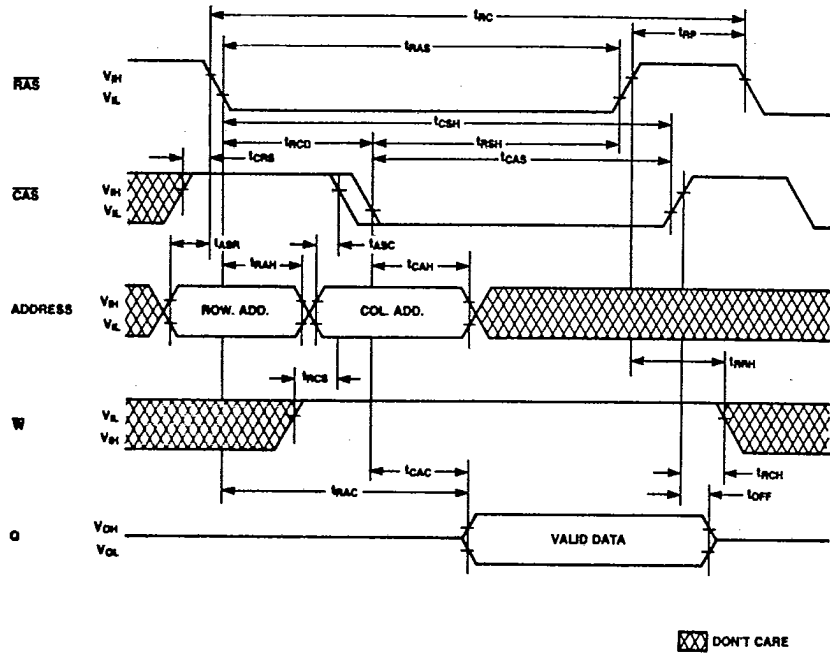 tRC
tRP
tRAS
RAS
VIH
VIL
tCSH
tRCD
tRSH
tCRS
tCAS
CAS
VIH
VIL
tASR
tASC
tRAH
tCAH
ADDRESS
VIH
VIL
ROW. ADD.
COL. ADD.
tRRH
tRCS
W
VIL
VIH
tCAC
tRCH
tRAC
tOFF
Q
VOH
VOL
VALID DATA
DON'T CARE